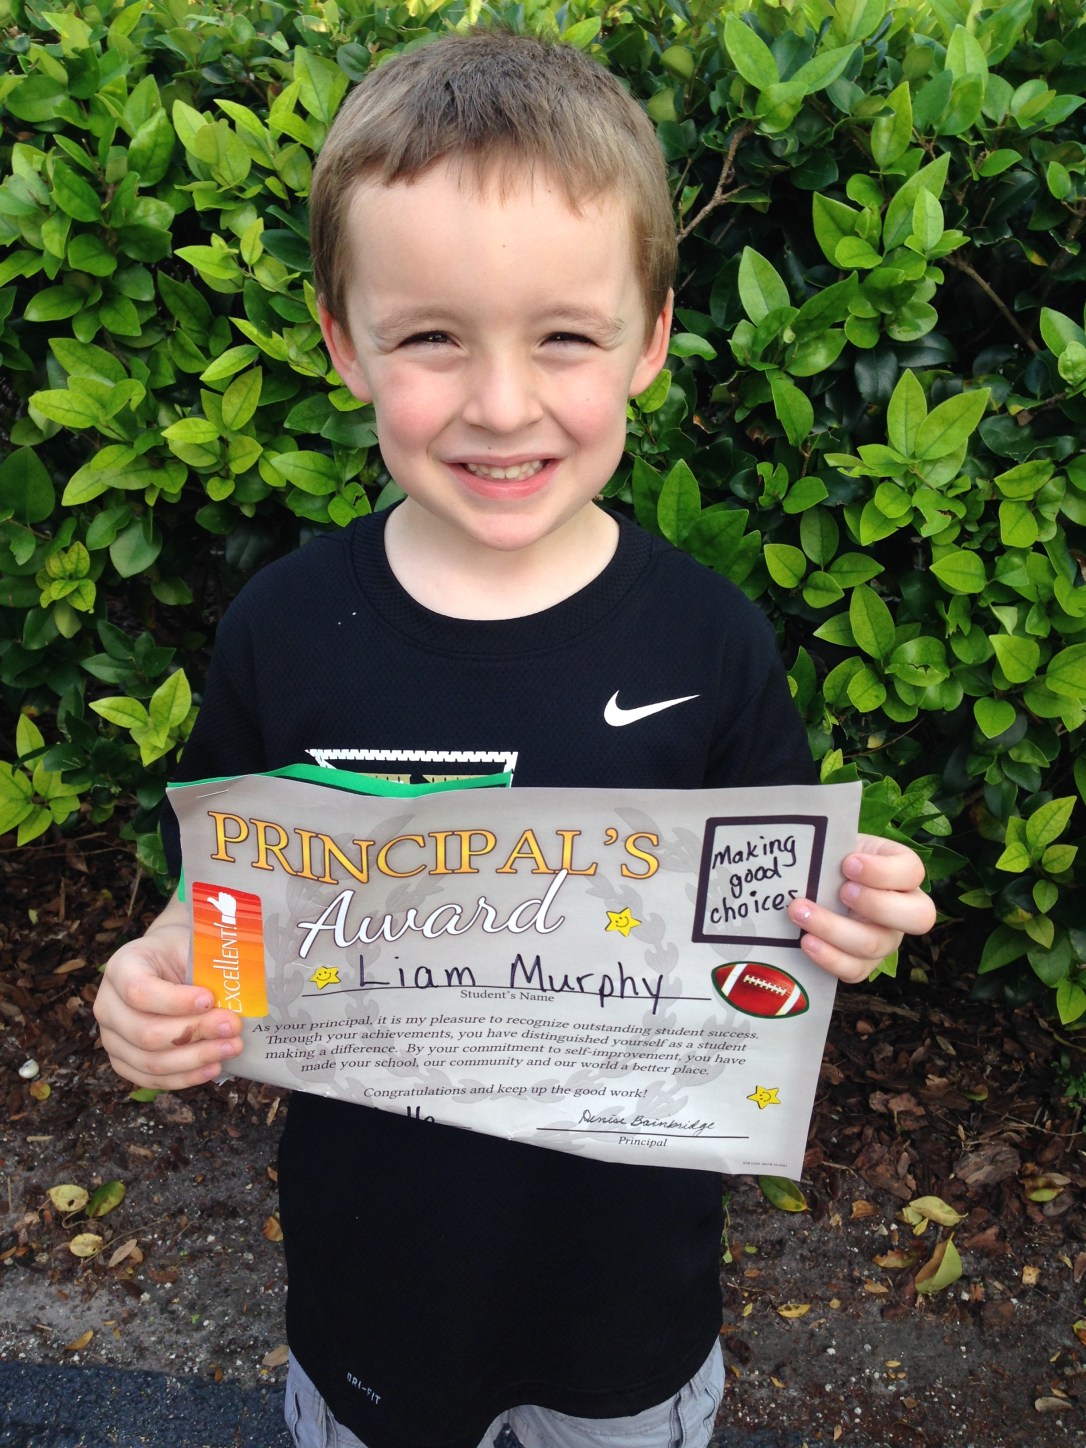 PRINCIPAL'S
Award
Making
good
choices
EXCELLENT!
Liam Murphy
Student's Name
As your principal, it is my pleasure to recognize outstanding student success.
Through your achievements, you have distinguished yourself as a student
making a difference. By your commitment to self-improvement, you have
made your school, our community and our world a better place.
Congratulations and keep up the good work!
Denise Bainbridge
Principal
DRI-FIT